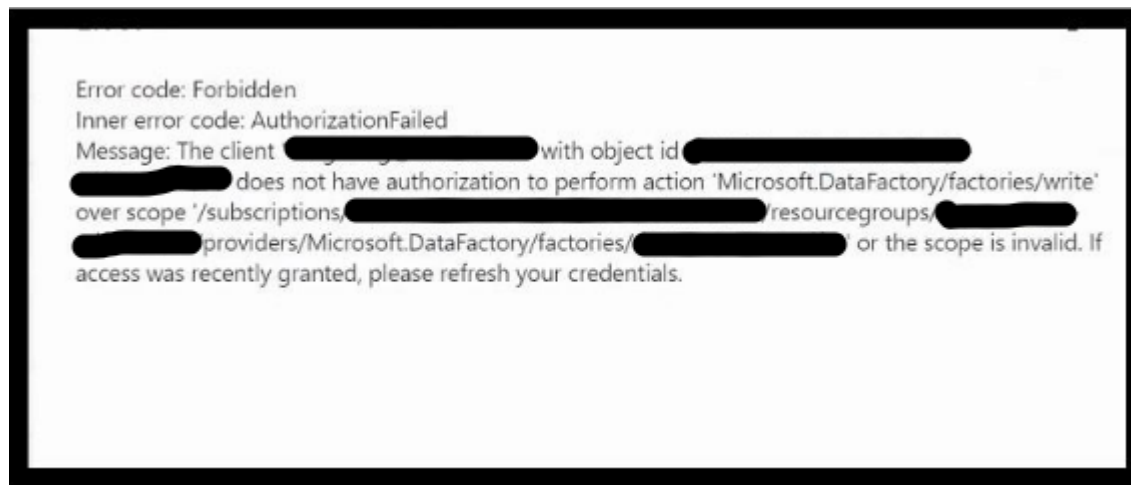 Error code: Forbidden
Inner error code: AuthorizationFailed
Message: The client ' with object id
does not have authorization to perform action 'Microsoft.DataFactory/factories/write'
over scope '/subscriptions/ /resourcegroups/
/providers/Microsoft.DataFactory/factories/ ' or the scope is invalid. If
access was recently granted, please refresh your credentials.